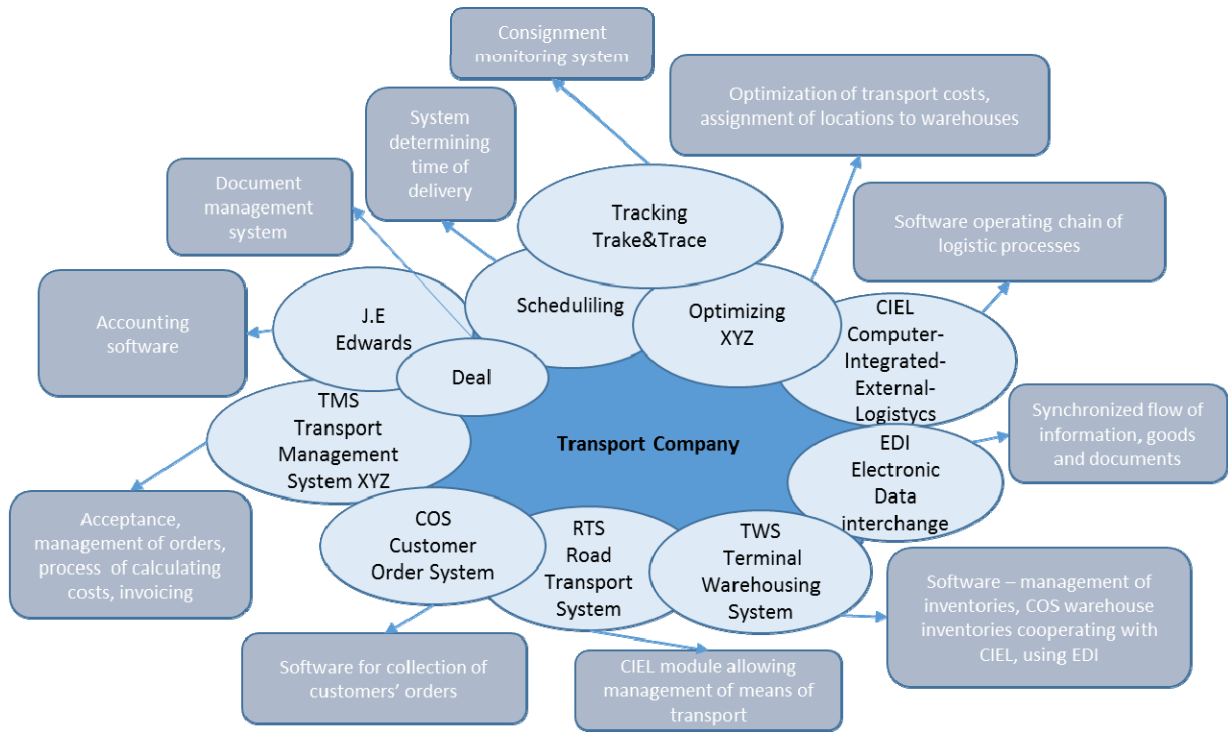 Consignment
monitoring system
Optimization of transport costs,
assignment of locations to warehouses
System
determining
time of
delivery
Document
management
system
Software operating chain of
logistic processes
Accounting
software
Tracking
Trake&Trace
Scheduliling
Optimizing
XYZ
CIEL
Computer-
Integrated-
External-
Logistycs
J.E
Edwards
Deal
TMS
Transport
Management
System XYZ
Transport Company
EDI
Electronic
Data
interchange
Synchronized flow of
information, goods
and documents
COS
Customer
Order System
RTS
Road
Transport
System
TWS
Terminal
Warehousing
System
Acceptance,
management of orders,
process of calculating
costs, invoicing
Software – management of
inventories, COS warehouse
inventories cooperating with
CIEL, using EDI
Software for collection of
customers’ orders
CIEL module allowing
management of means of
transport